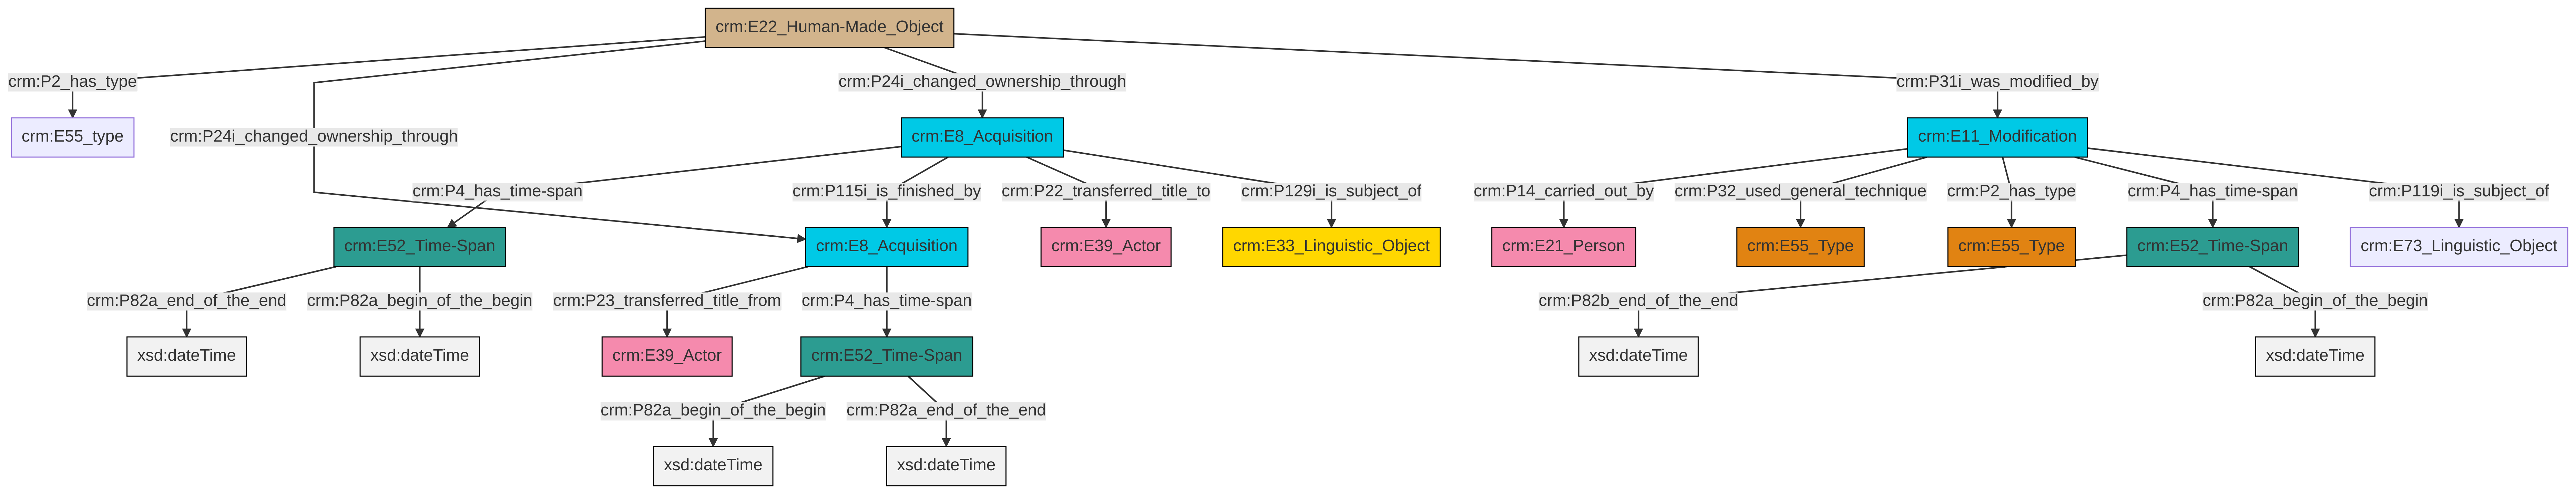 crm:E22_Human-Made_Object
crm:P2_has_type
crm:P24i_changed_ownership_through
crm:P31i_was_modified_by
crm:E55_type
crm:P24i_changed_ownership_through
crm:E8_Acquisition
crm:E11_Modification
crm:P4_has_time-span
crm:P115i_is_finished_by
crm:P22_transferred_title_to
crm:P129i_is_subject_of
crm:P14_carried_out_by
crm:P32_used_general_technique
crm:P2_has_type
crm:P4_has_time-span
crm:P119i_is_subject_of
crm:E52_Time-Span
crm:E8_Acquisition
crm:E39_Actor
crm:E33_Linguistic_Object
crm:E21_Person
crm:E55_Type
crm:E55_Type
crm:E52_Time-Span
crm:E73_Linguistic_Object
crm:P82a_end_of_the_end
crm:P82a_begin_of_the_begin
crm:P23_transferred_title_from
crm:P4_has_time-span
crm:P82b_end_of_the_end
crm:P82a_begin_of_the_begin
xsd:dateTime
xsd:dateTime
crm:E39_Actor
crm:E52_Time-Span
xsd:dateTime
xsd:dateTime
crm:P82a_begin_of_the_begin
crm:P82a_end_of_the_end
xsd:dateTime
xsd:dateTime